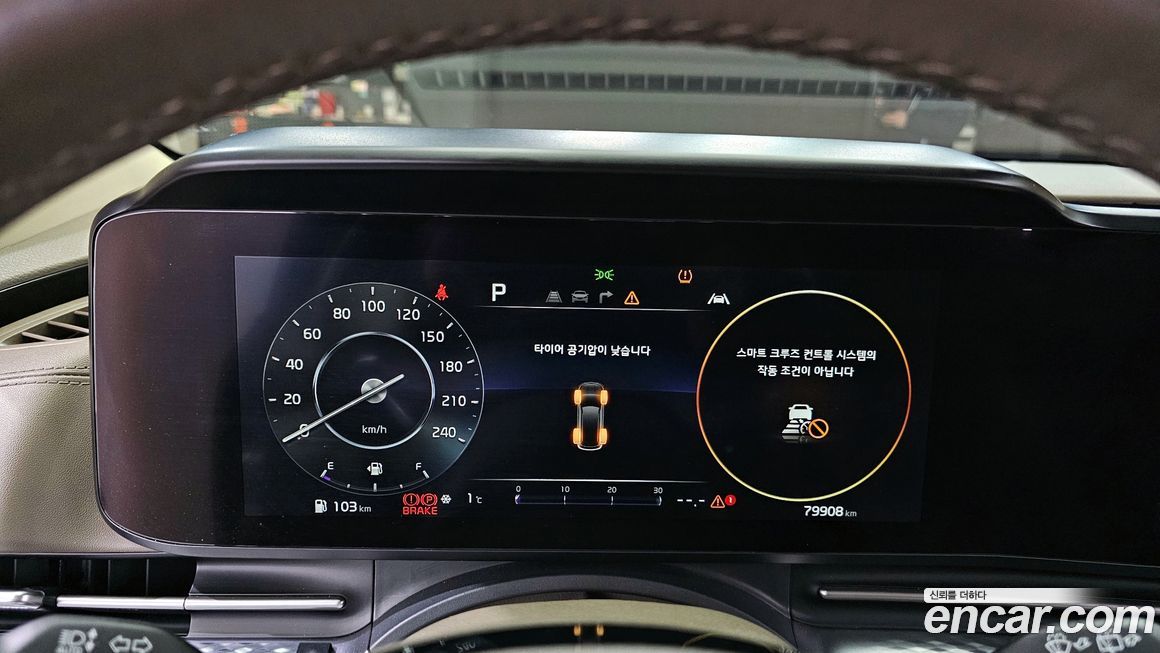 80 100 120
60 150
40 180
20 210
0 240
km/h
E F
P
타이어 공기압이 낮습니다
스마트 크루즈 컨트롤 시스템의
작동 조건이 아닙니다
103 km
P
BRAKE
1 °C
0 10 20 30
--.-
1
79908 km
신뢰를 더하다
encar.com